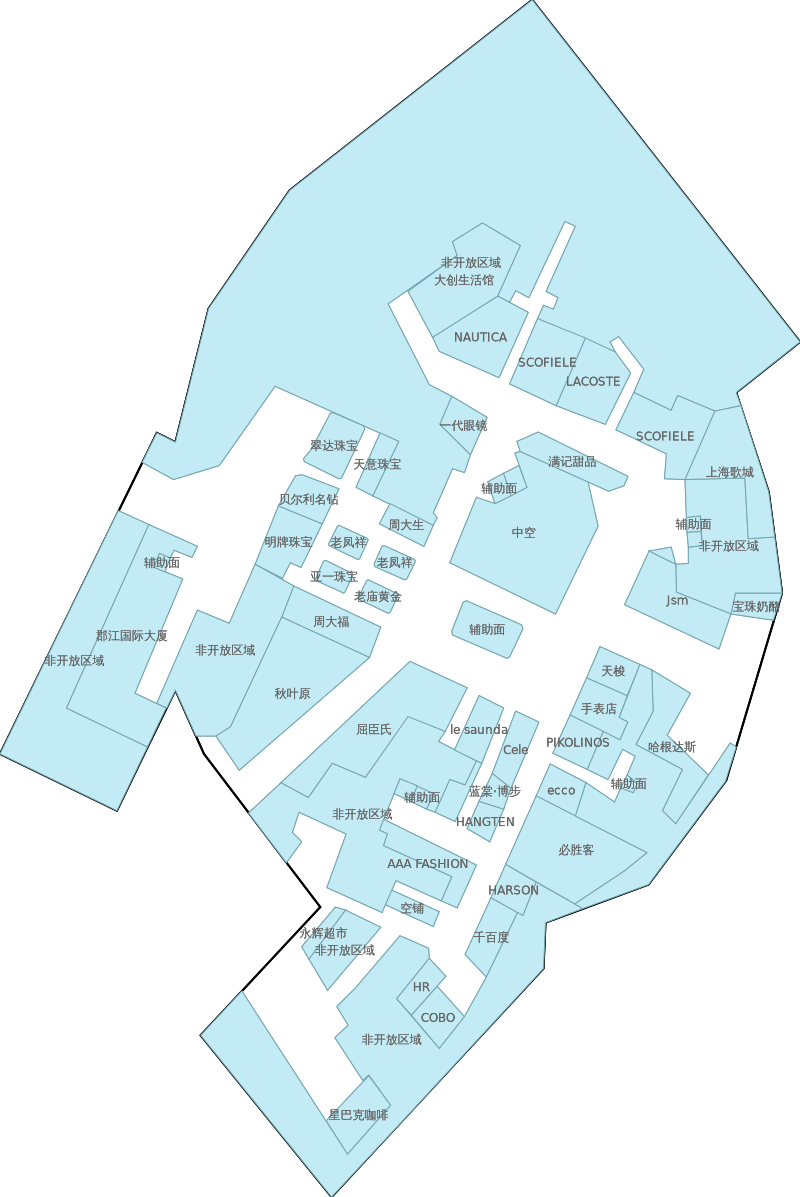 非开放区域
大创生活馆
NAUTICA
SCOFIELE
LACOSTE
一代眼镜
SCOFIELE
翠达珠宝
天意珠宝
满记甜品
上海歌城
辅助面
贝尔利名钻
周大生
中空
辅助面
明牌珠宝
老凤祥
非开放区域
老凤祥
辅助面
亚一珠宝
老庙黄金
Jsm
宝珠奶酪
周大福
辅助面
郡江国际大厦
非开放区域
非开放区域
天梭
秋叶原
手表店
屈臣氏
le saunda
PIKOLINOS
Cele
哈根达斯
辅助面
蓝棠·博步
ecco
辅助面
非开放区域
HANGTEN
必胜客
AAA FASHION
HARSON
空铺
永辉超市
千百度
非开放区域
HR
COBO
非开放区域
星巴克咖啡